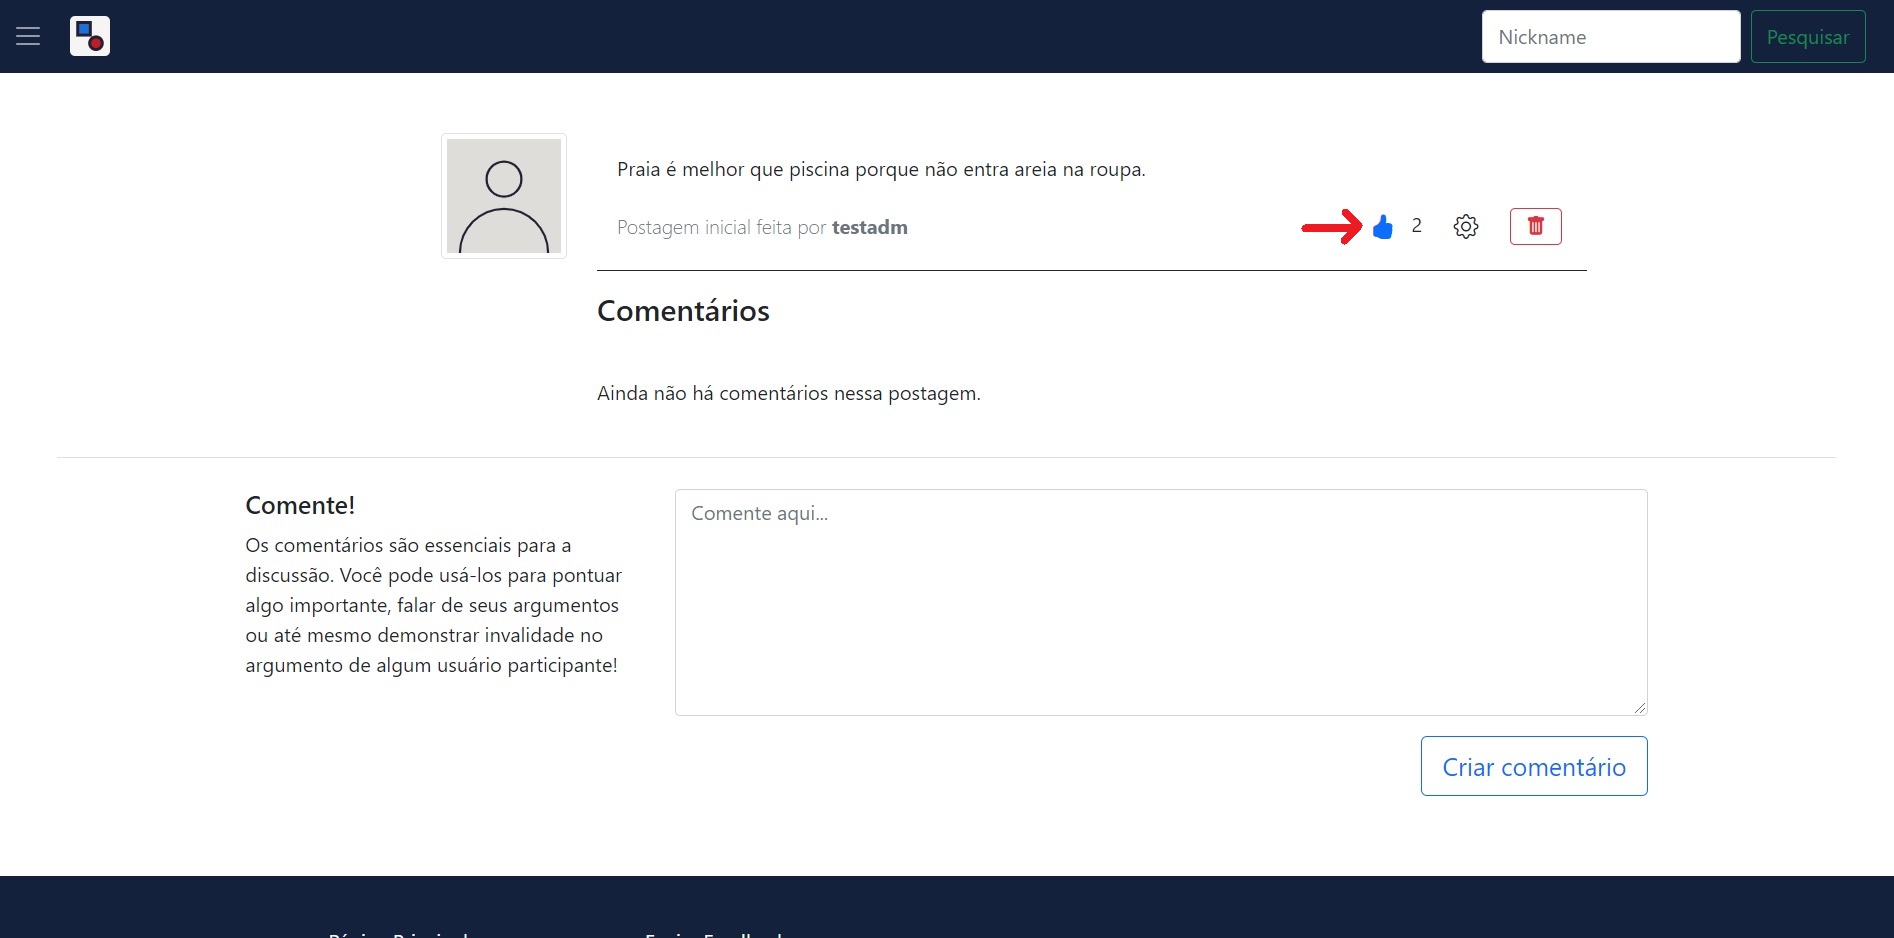 Nickname
Pesquisar
Praia é melhor que piscina porque não entra areia na roupa.
Postagem inicial feita por testadm
2
Comentários
Ainda não há comentários nessa postagem.
Comente!
Os comentários são essenciais para a
discussão. Você pode usá-los para pontuar
algo importante, falar de seus argumentos
ou até mesmo demonstrar invalidade no
argumento de algum usuário participante!
Comente aqui...
Criar comentário